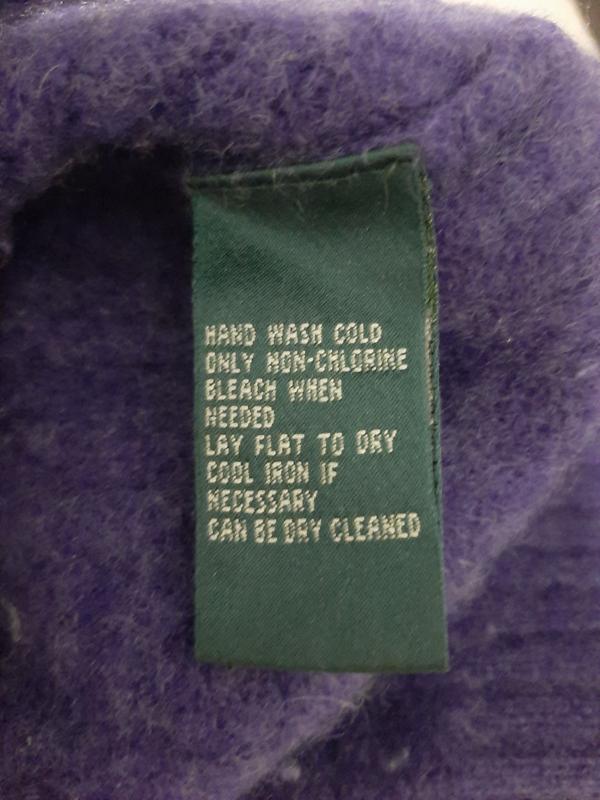 HAND WASH COLD
ONLY NON-CHLORINE
BLEACH WHEN
NEEDED
LAY FLAT TO DRY
COOL IRON IF
NECESSARY
CAN BE DRY CLEANED